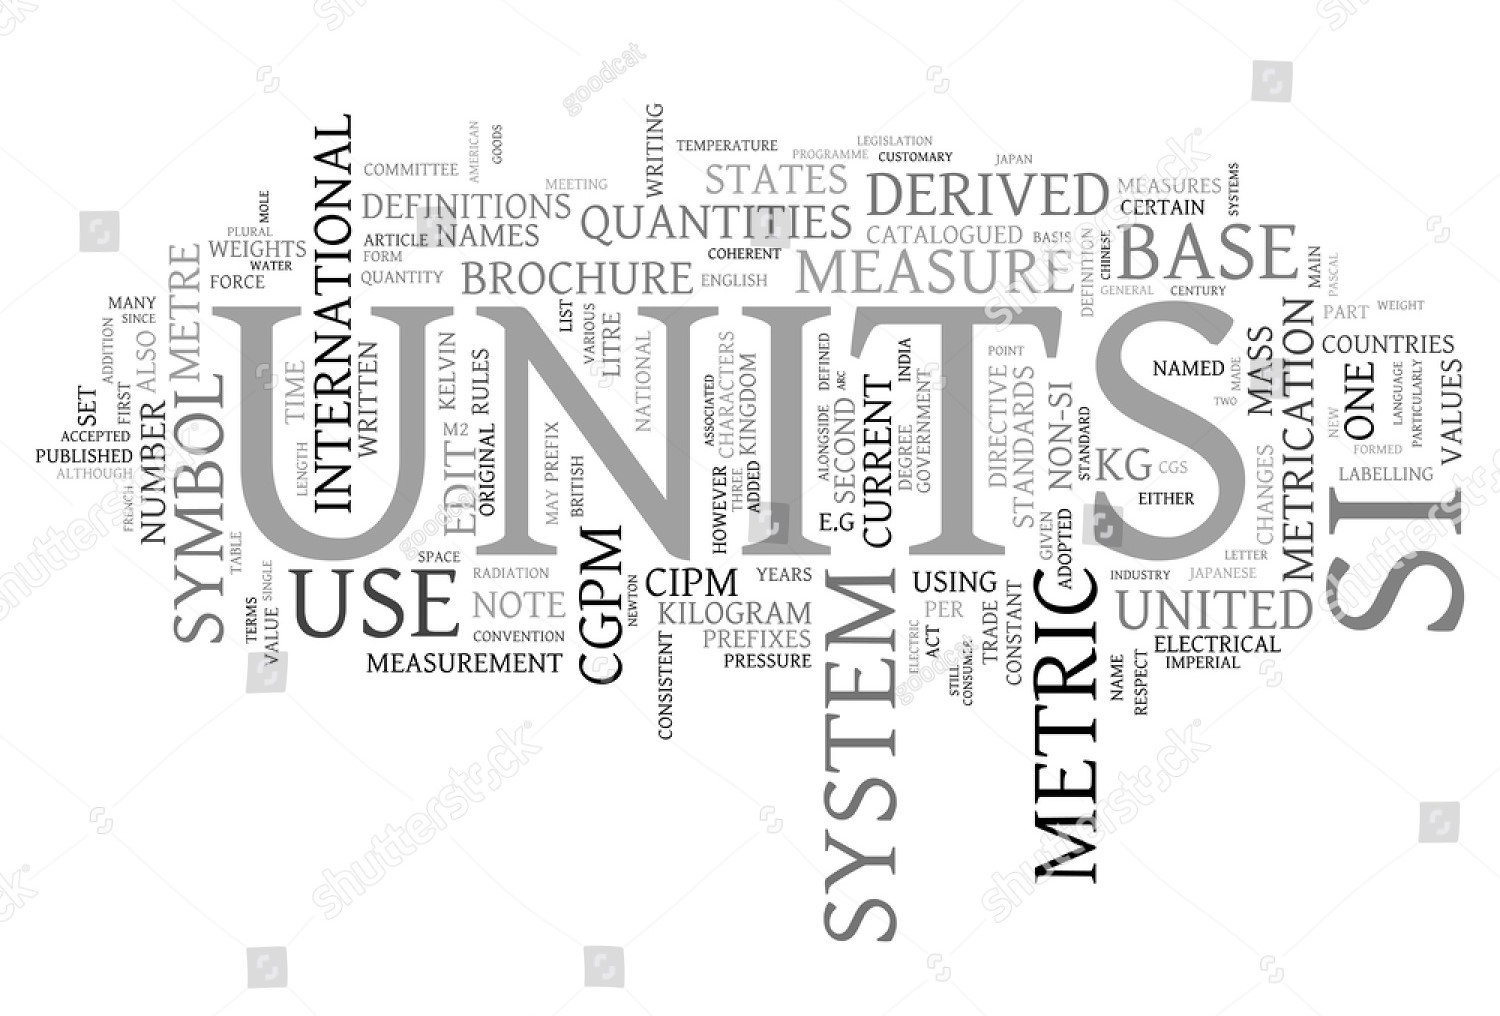 AMERICAN
GOODS
WRITING
TEMPERATURE
LEGISLATION
PROGRAMME
CUSTOMARY
JAPAN
SYSTEMS
INTERNATIONAL
COMMITTEE
MEETING
STATES
DERIVED
MEASURES
CERTAIN
MOLE
DEFINITIONS
QUANTITIES
PLURAL
WEIGHTS
ARTICLE
NAMES
CATALOGUED
BASIS
DEFINITION
CHINESE
BASE
MAIN
PASCAL
WATER
FORM
COHERENT
FORCE
QUANTITY
BROCHURE
ENGLISH
MEASURE
GENERAL
CENTURY
METRE
MANY
SINCE
UNITS
LIST
VARIOUS
LITRE
PART
WEIGHT
COUNTRIES
ADDITION
ALSO
TIME
WRITTEN
KELVIN
RULES
NATIONAL
CHARACTERS
KINGDOM
ASSOCIATED
DEFINED
ARC
INDIA
POINT
DIRECTIVE
STANDARDS
NON-SI
STANDARD
NAMED
MADE
TWO
MASS
METRICATION
NEW
ONE
LANGUAGE
PARTICULARLY
VALUES
SET
FIRST
ACCEPTED
PUBLISHED
ALTHOUGH
NUMBER
SYMBOL
LENGTH
M2
EDIT
ORIGINAL
MAY
PREFIX
BRITISH
HOWEVER
THREE
ADDED
ALONGSIDE
SECOND
CURRENT
DEGREE
GOVERNMENT
E.G
KG
CGS
EITHER
CHANGES
FORMED
LABELLING
SI
FRENCH
TABLE
SINGLE
TERMS
VALUE
USE
SPACE
RADIATION
NOTE
CONVENTION
MEASUREMENT
CGPM
NEWTON
CIPM
YEARS
KILOGRAM
PREFIXES
PRESSURE
CONSISTENT
SYSTEM
USING
PER
ELECTRIC
ACT
STILL
CONSUMER
TRADE
CONSTANT
GIVEN
ADOPTED
METRIC
INDUSTRY
LETTER
JAPANESE
UNITED
ELECTRICAL
IMPERIAL
NAME
RESPECT
goodcat
goodcat
goodcat
shutterstock
shutterstock
shutterstock
shutterstock
shutterstock
shutterstock